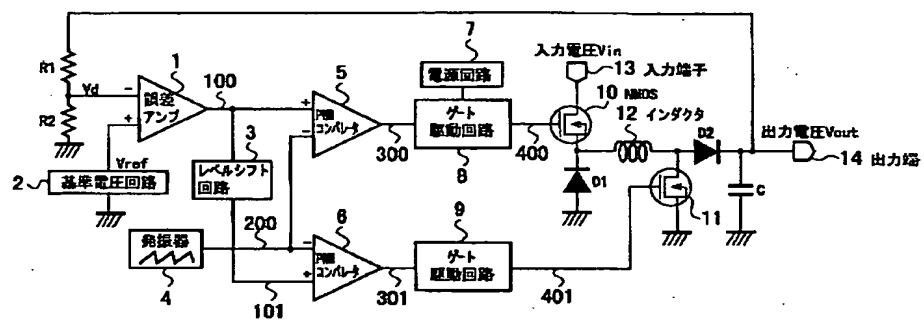 R1
R2
Vd
1
誤差
アンプ
100
Vref
2
基準電圧回路
3
レベルシフト
回路
200
発振器
4
101
5
PWM
コンパレータ
300
6
PWM
コンパレータ
301
7
電源回路
ゲート
駆動回路
8
400
9
ゲート
駆動回路
401
入力電圧Vin
13 入力端子
10 NMOS
12 インダクタ
D1
D2
11
C
出力電圧Vout
14 出力端